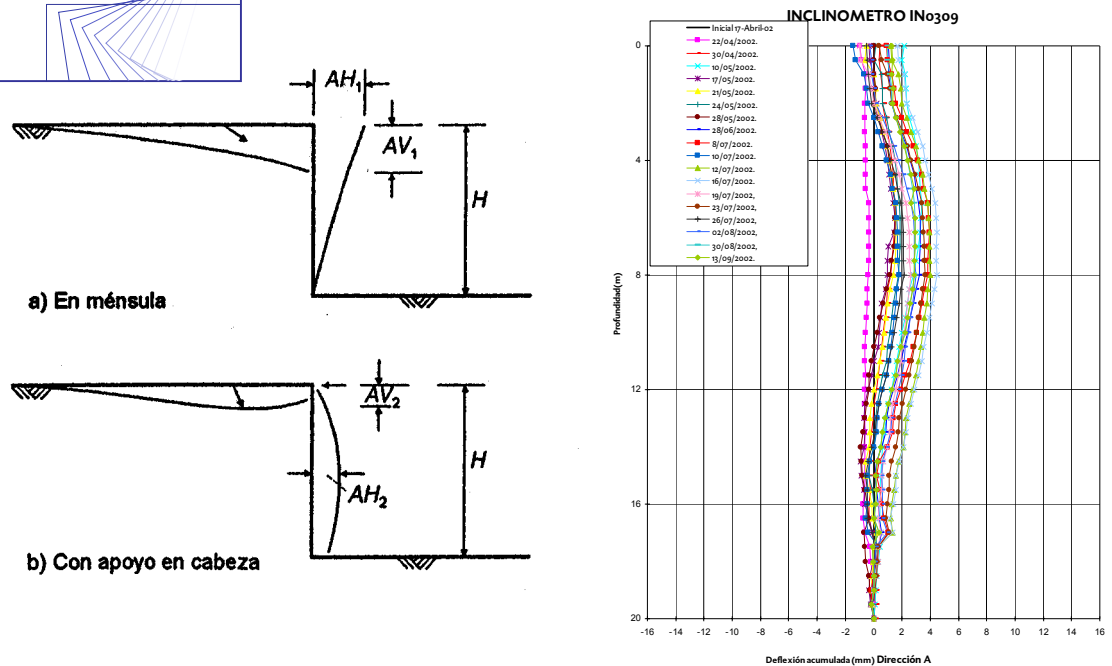 AH1
AV1
H
a) En ménsula
AV2
H
AH2
b) Con apoyo en cabeza
INCLINOMETRO IN0309
Inicial 17-Abril-02
22/04/2002.
30/04/2002.
10/05/2002.
17/05/2002.
21/05/2002.
24/05/2002.
28/05/2002.
28/06/2002.
8/07/2002.
10/07/2002.
12/07/2002.
16/07/2002.
19/07/2002,
23/07/2002,
26/07/2002,
02/08/2002,
30/08/2002,
13/09/2002.
0
4
8
12
16
20
Profundidad(m)
-16 -14 -12 -10 -8 -6 -4 -2 0 2 4 6 8 10 12 14 16
Deflexión acumulada (mm) Dirección A